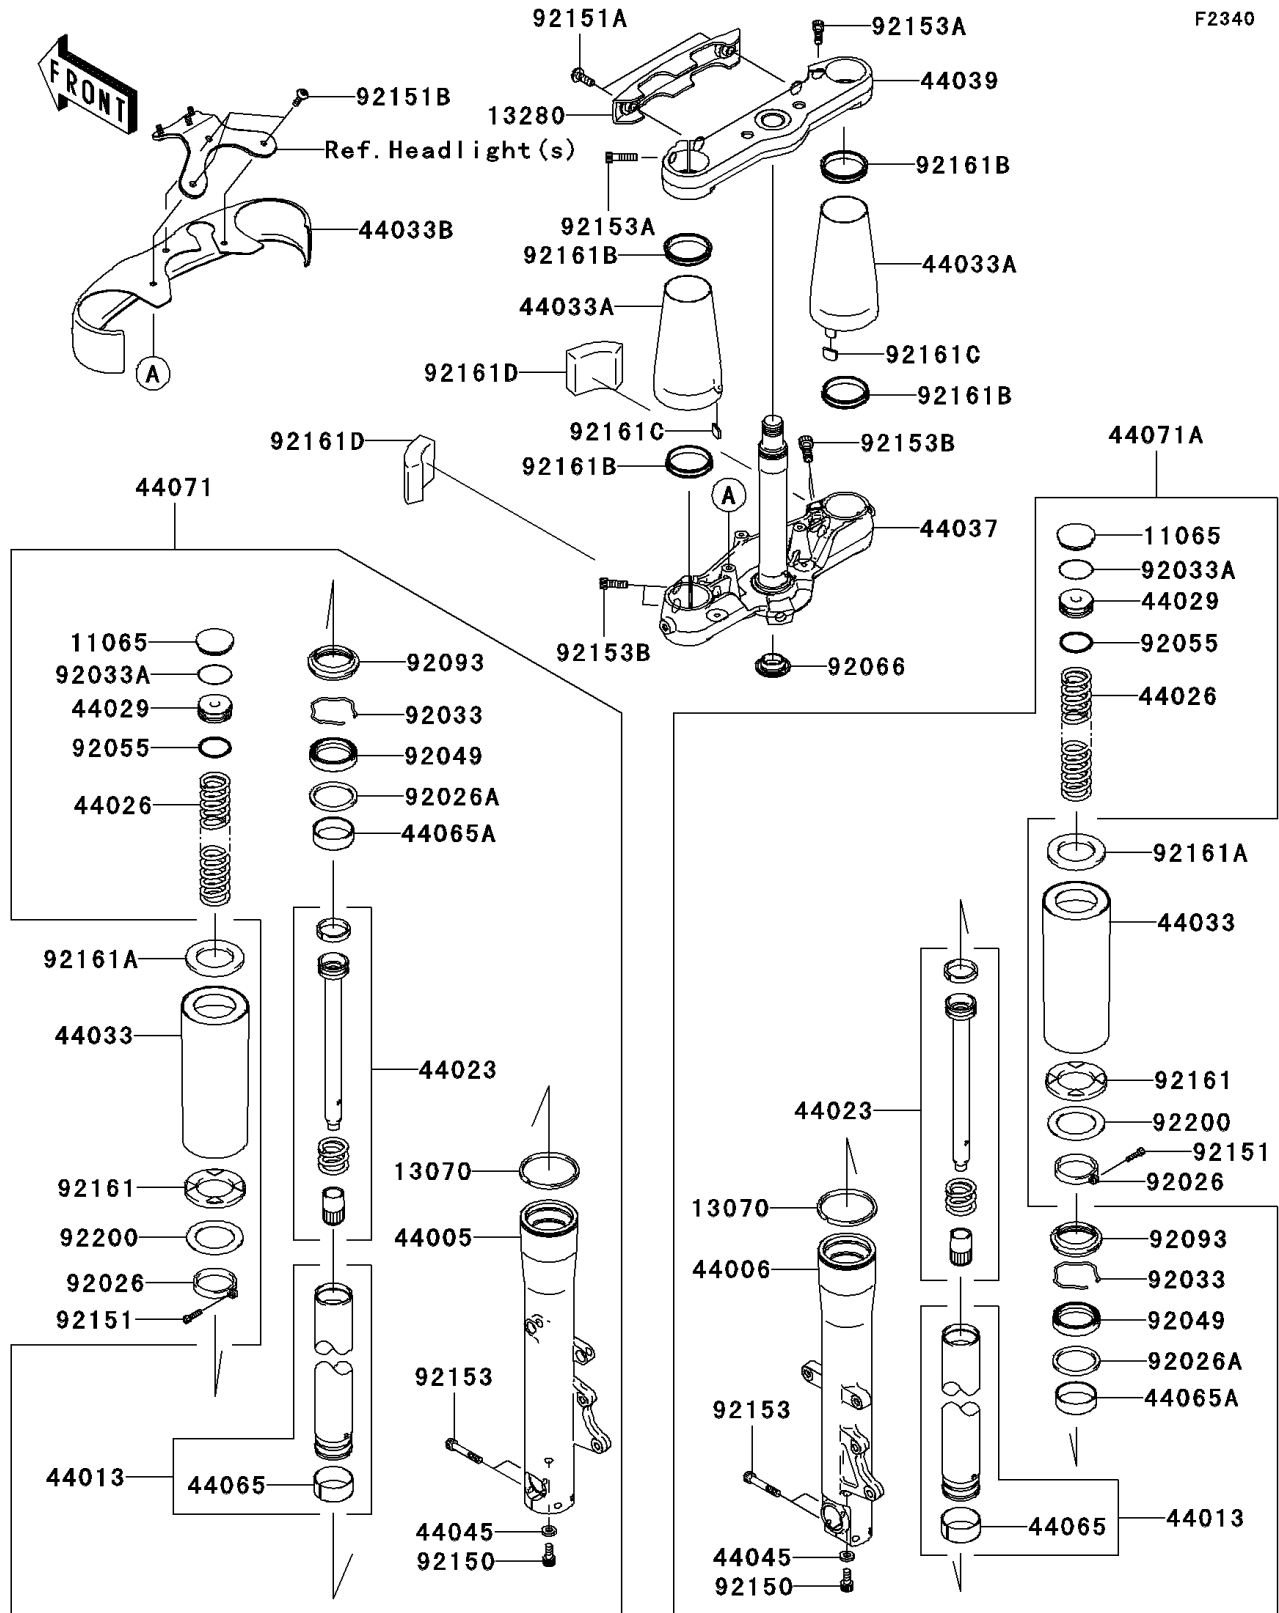 F2340
92151A
92153A
FRONT
44039
92151B
13280
Ref.Headlight(s)
92161B
92153A
44033B
92161B
44033A
44033A
92161C
92161D
A
92161B
92161C
92153B
44071A
92161D
92161B
44071
A
44037
11065
92033A
44029
11065
92093
92153B
92066
92055
92033A
44026
44029
92033
92055
92049
44026
92026A
44065A
92161A
44033
92161A
44033
44023
92161
44023
92200
13070
92151
92161
92026
13070
92200
44005
92093
92026
44006
92033
92151
92049
92153
92026A
92153
44065A
44013
44065
44065
44013
44045
44045
92150
92150